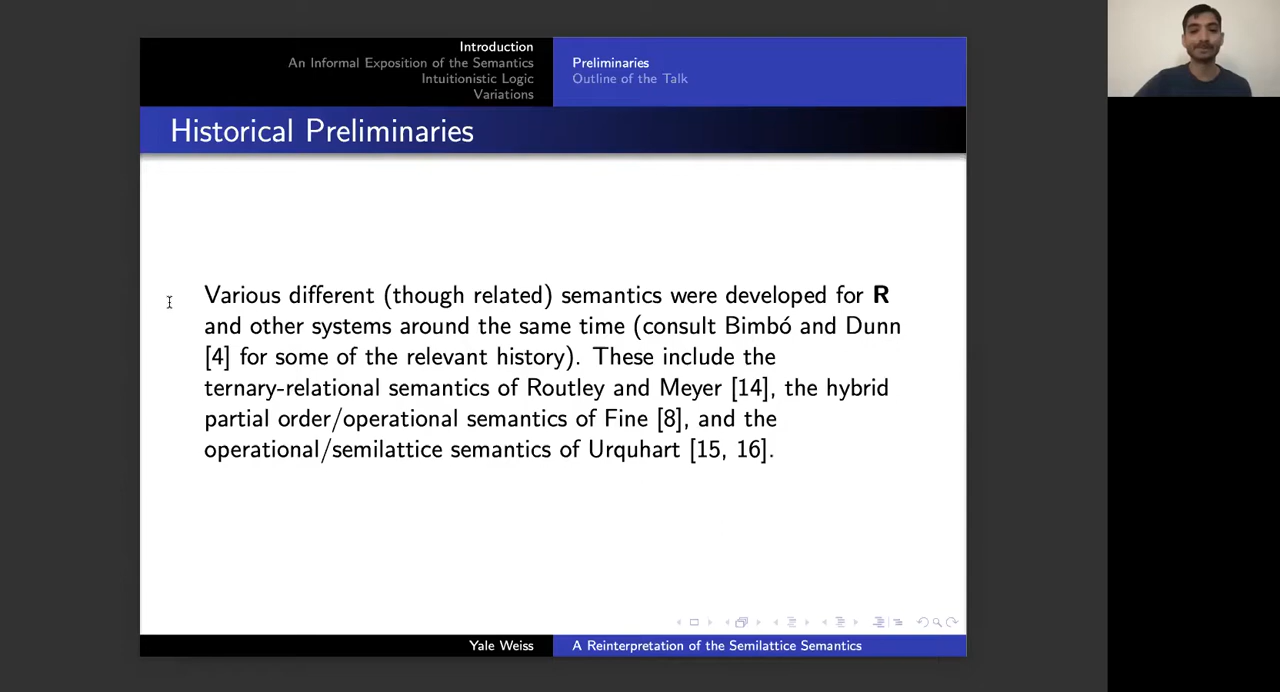 Introduction
An Informal Exposition of the Semantics
Intuitionistic Logic
Variations
Preliminaries
Outline of the Talk
Historical Preliminaries
Various different (though related) semantics were developed for R
and other systems around the same time (consult Bimbó and Dunn
[4] for some of the relevant history). These include the
ternary-relational semantics of Routley and Meyer [14], the hybrid
partial order/operational semantics of Fine [8], and the
operational/semilattice semantics of Urquhart [15, 16].
Yale Weiss
A Reinterpretation of the Semilattice Semantics